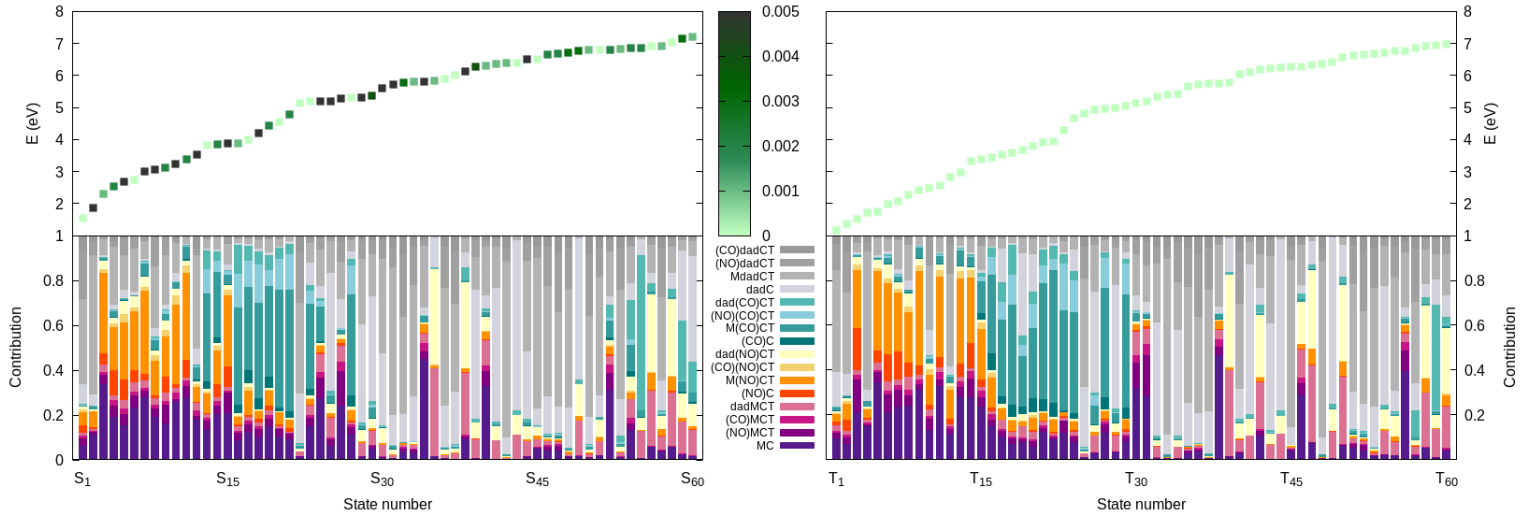 8
7
6
5
4
3
2
E (eV)
0.005
0.004
0.003
0.002
0.001
0
8
7
6
5
4
3
2
E (eV)
1
0.8
0.6
0.4
0.2
0
Contribution
(CO)dadCT
(NO)dadCT
MdadCT
dadC
dad(CO)CT
(NO)(CO)CT
M(CO)CT
(CO)C
dad(NO)CT
(CO)(NO)CT
M(NO)CT
(NO)C
dadMCT
(CO)MCT
(NO)MCT
MC
1
0.8
0.6
0.4
0.2
Contribution
S₁ S₁₅ S₃₀ S₄₅ S₆₀
State number
T₁ T₁₅ T₃₀ T₄₅ T₆₀
State number